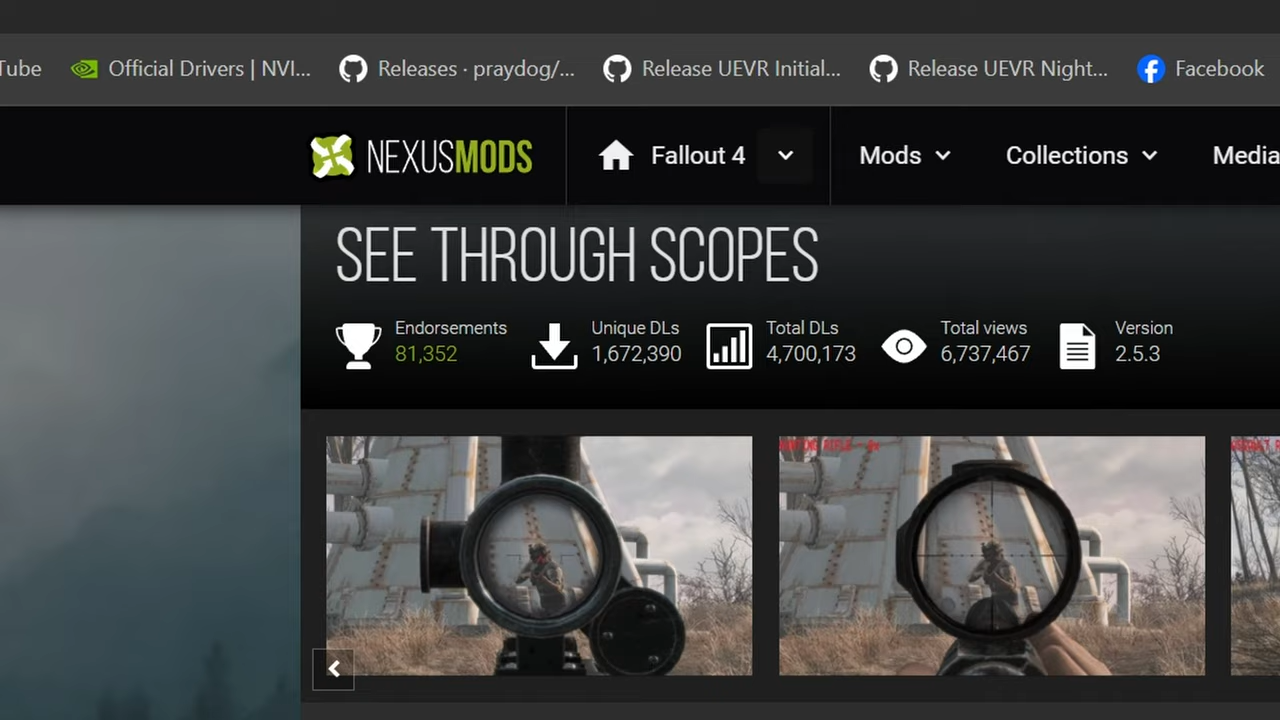 Tube
Official Drivers | NVI...
Releases · praydog/...
Release UEVR Initial...
Release UEVR Night...
Facebook
NEXUSMODS
Fallout 4
Mods
Collections
Media
SEE THROUGH SCOPES
Endorsements
81,352
Unique DLs
1,672,390
Total DLs
4,700,173
Total views
6,737,467
Version
2.5.3